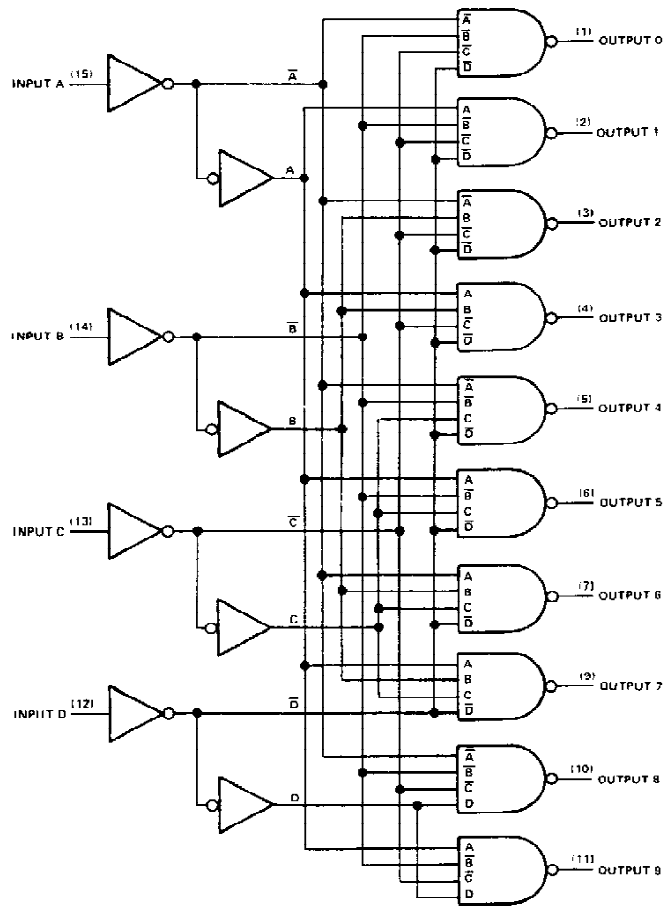 A̅
B̅
C̅
D̅
(1) OUTPUT 0
INPUT A (15)
A̅
A
B̅
C̅
D̅
(2) OUTPUT 1
A
A̅
B
C̅
D̅
(3) OUTPUT 2
A
B
C̅
D̅
(4) OUTPUT 3
INPUT B (14)
B̅
A̅
B̅
C
D̅
(5) OUTPUT 4
B
A
B̅
C
D̅
(6) OUTPUT 5
INPUT C (13)
C̅
A
B
C
D̅
(7) OUTPUT 6
C
A
B
C
D̅
(9) OUTPUT 7
INPUT D (12)
D̅
A̅
B̅
C̅
D
(10) OUTPUT 8
D
A
B̅
C̅
D
(11) OUTPUT 9